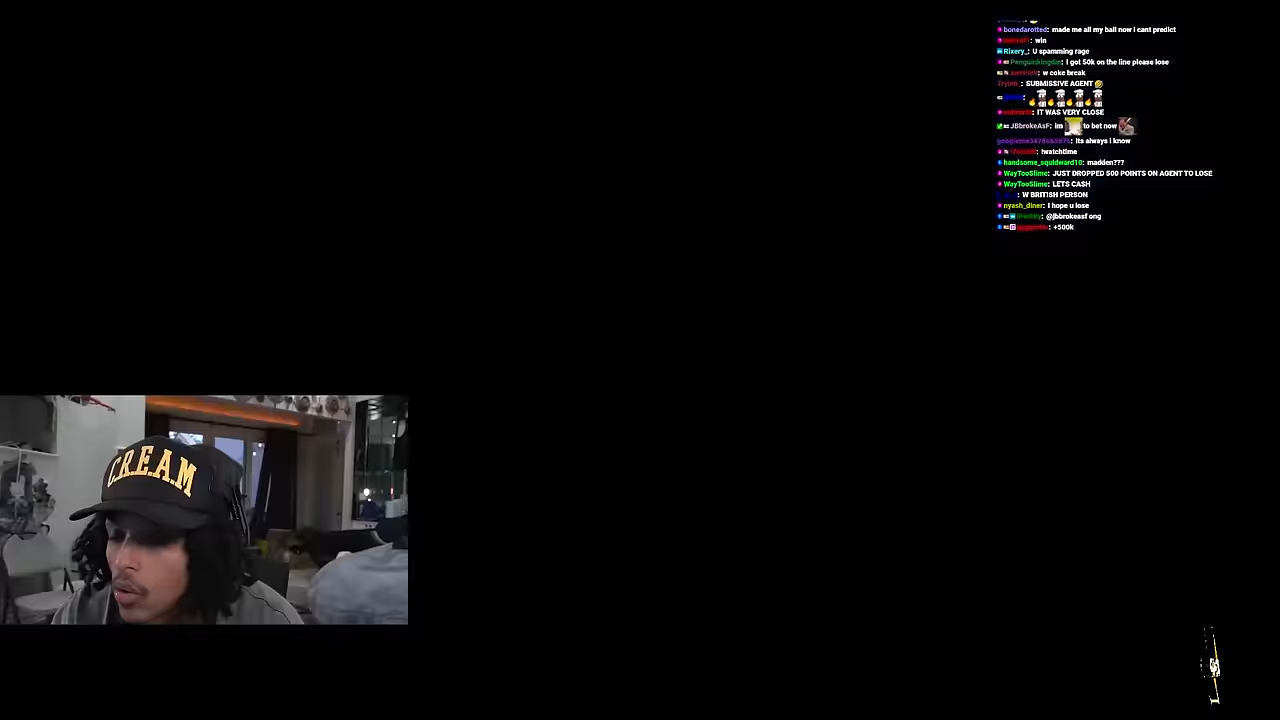 bonedarotted: made me all my ball now i cant predict
: win
Rixery_: U spamming rage
Penguinkingdm: I got 50k on the line please lose
: w coke break
: SUBMISSIVE AGENT
: IT WAS VERY CLOSE
JBbrokeAsF: im to bet now
: its always i know
: !watchtime
handsome_squidward10: madden???
WayTooSlime: JUST DROPPED 500 POINTS ON AGENT TO LOSE
WayTooSlime: LETS CASH
: W BRITISH PERSON
nyash_diner: I hope u lose
: @jbbrokeasf ong
: +500k
C.R.E.A.M